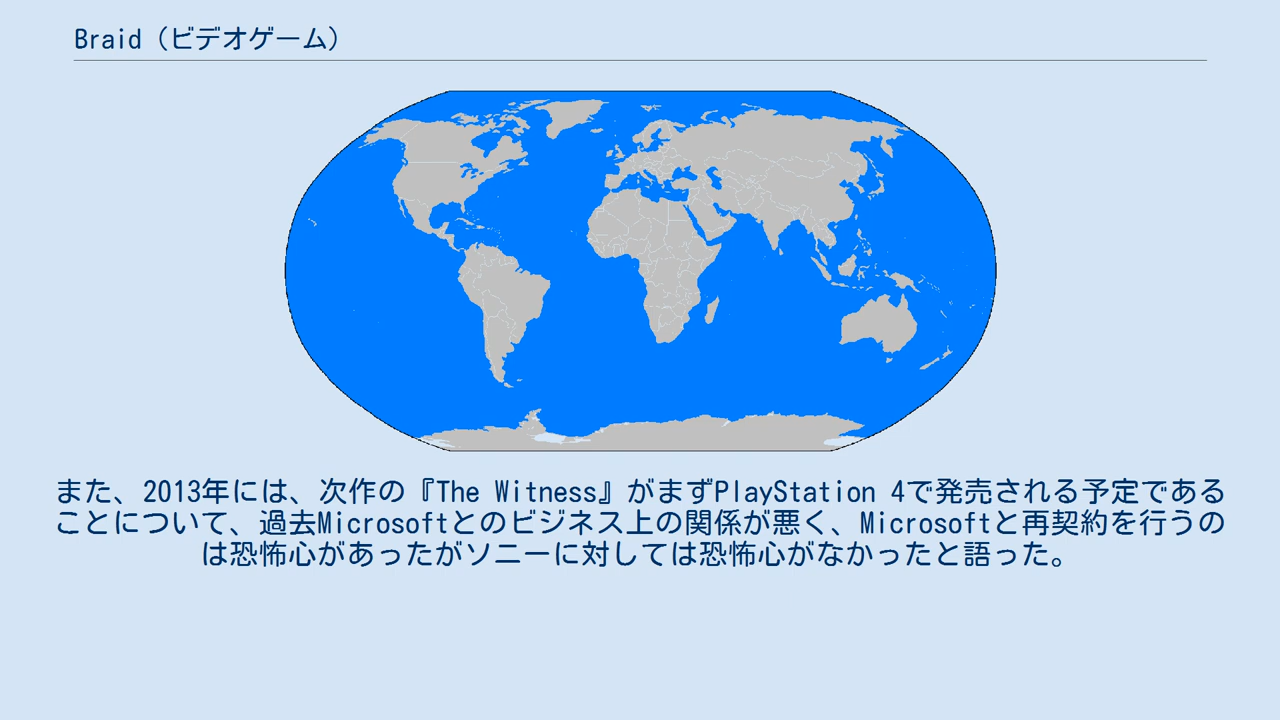 Braid（ビデオゲーム）
また、2013年には、次作の『The Witness』がまずPlayStation 4で発売される予定である
ことについて、過去Microsoftとのビジネス上の関係が悪く、Microsoftと再契約を行うの
は恐怖心があったがソニーに対しては恐怖心がなかったと語った。